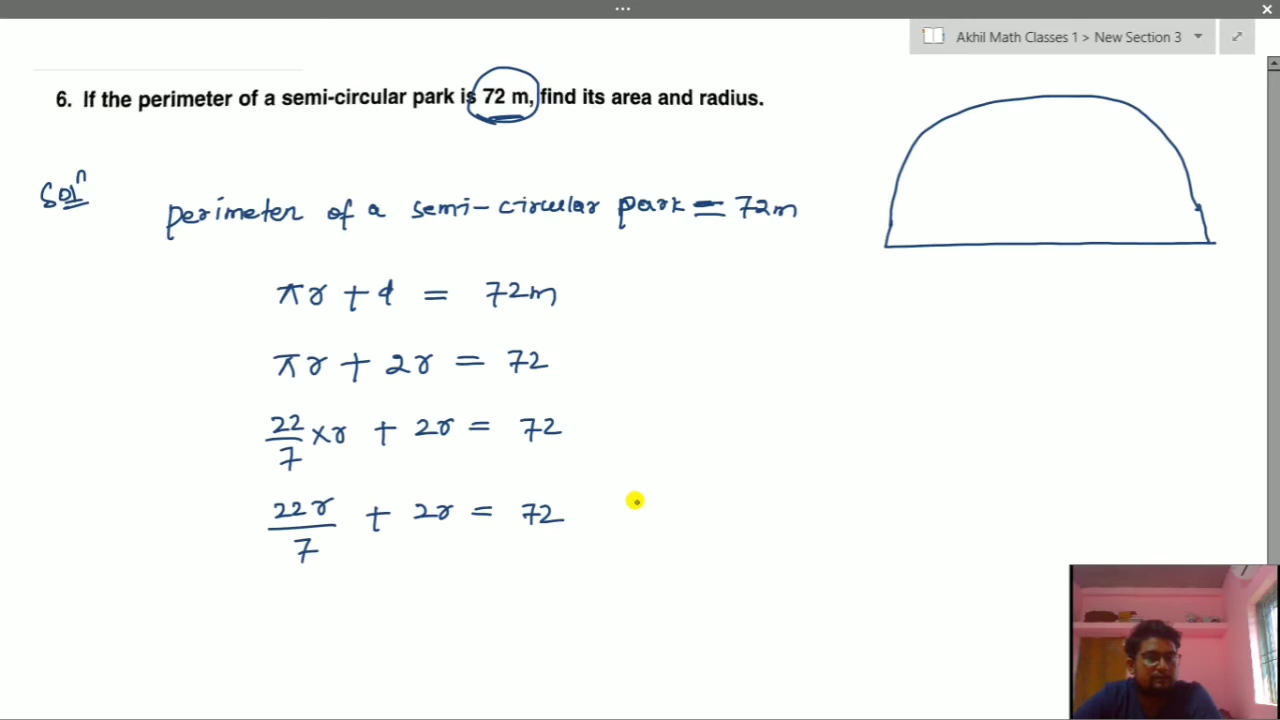 Akhil Math Classes 1 > New Section 3
6. If the perimeter of a semi-circular park is 72 m, find its area and radius.
Solⁿ
perimeter of a semi-circular park = 72m
πr + d = 72m
πr + 2r = 72
22/7 × r + 2r = 72
22r/7 + 2r = 72